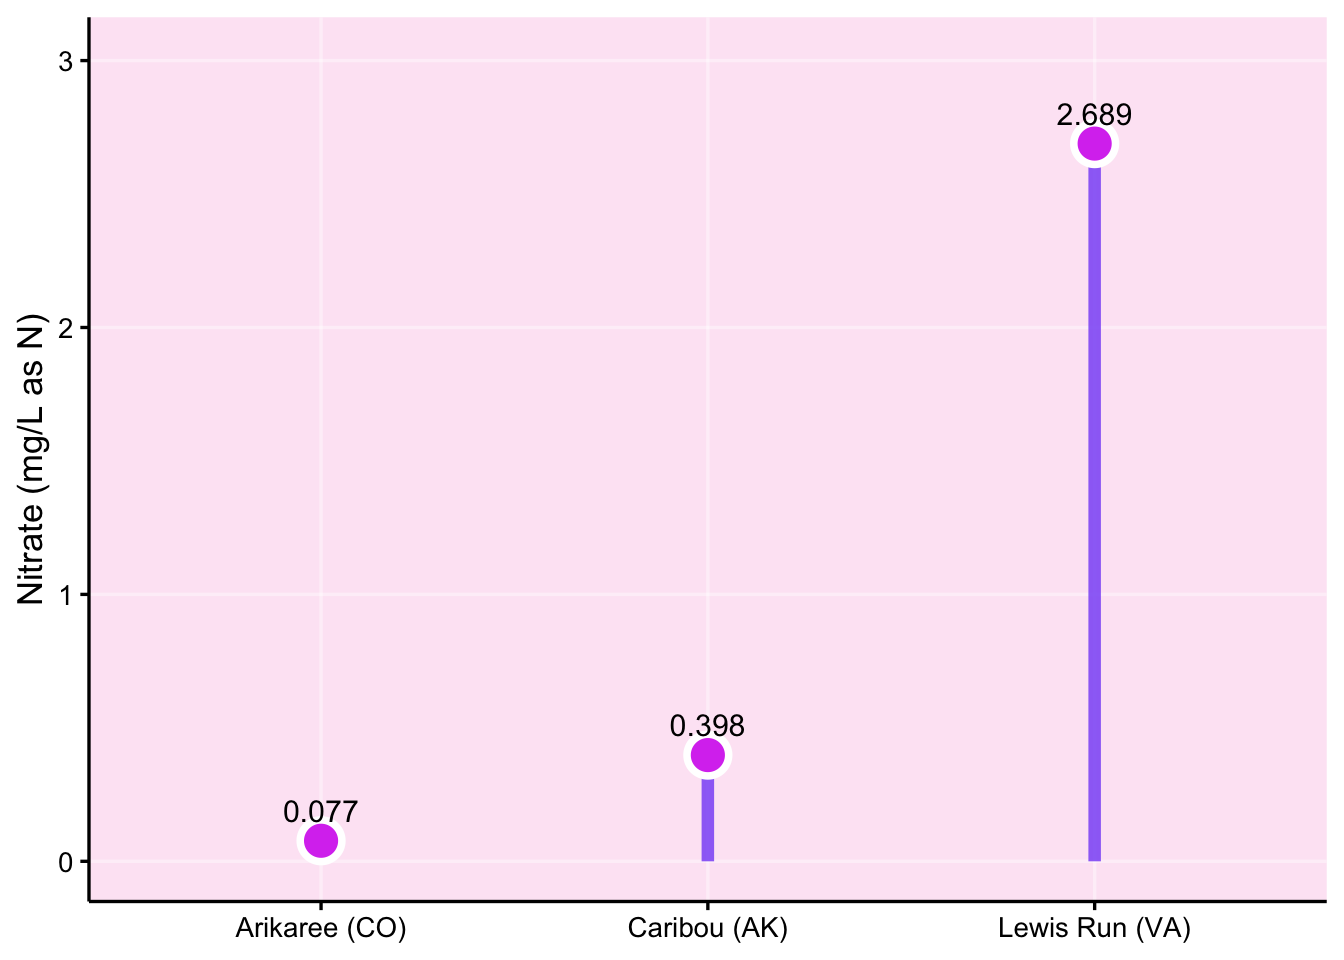 Nitrate (mg/L as N)
3
2
1
0
2.689
0.398
0.077
Arikaree (CO)
Caribou (AK)
Lewis Run (VA)